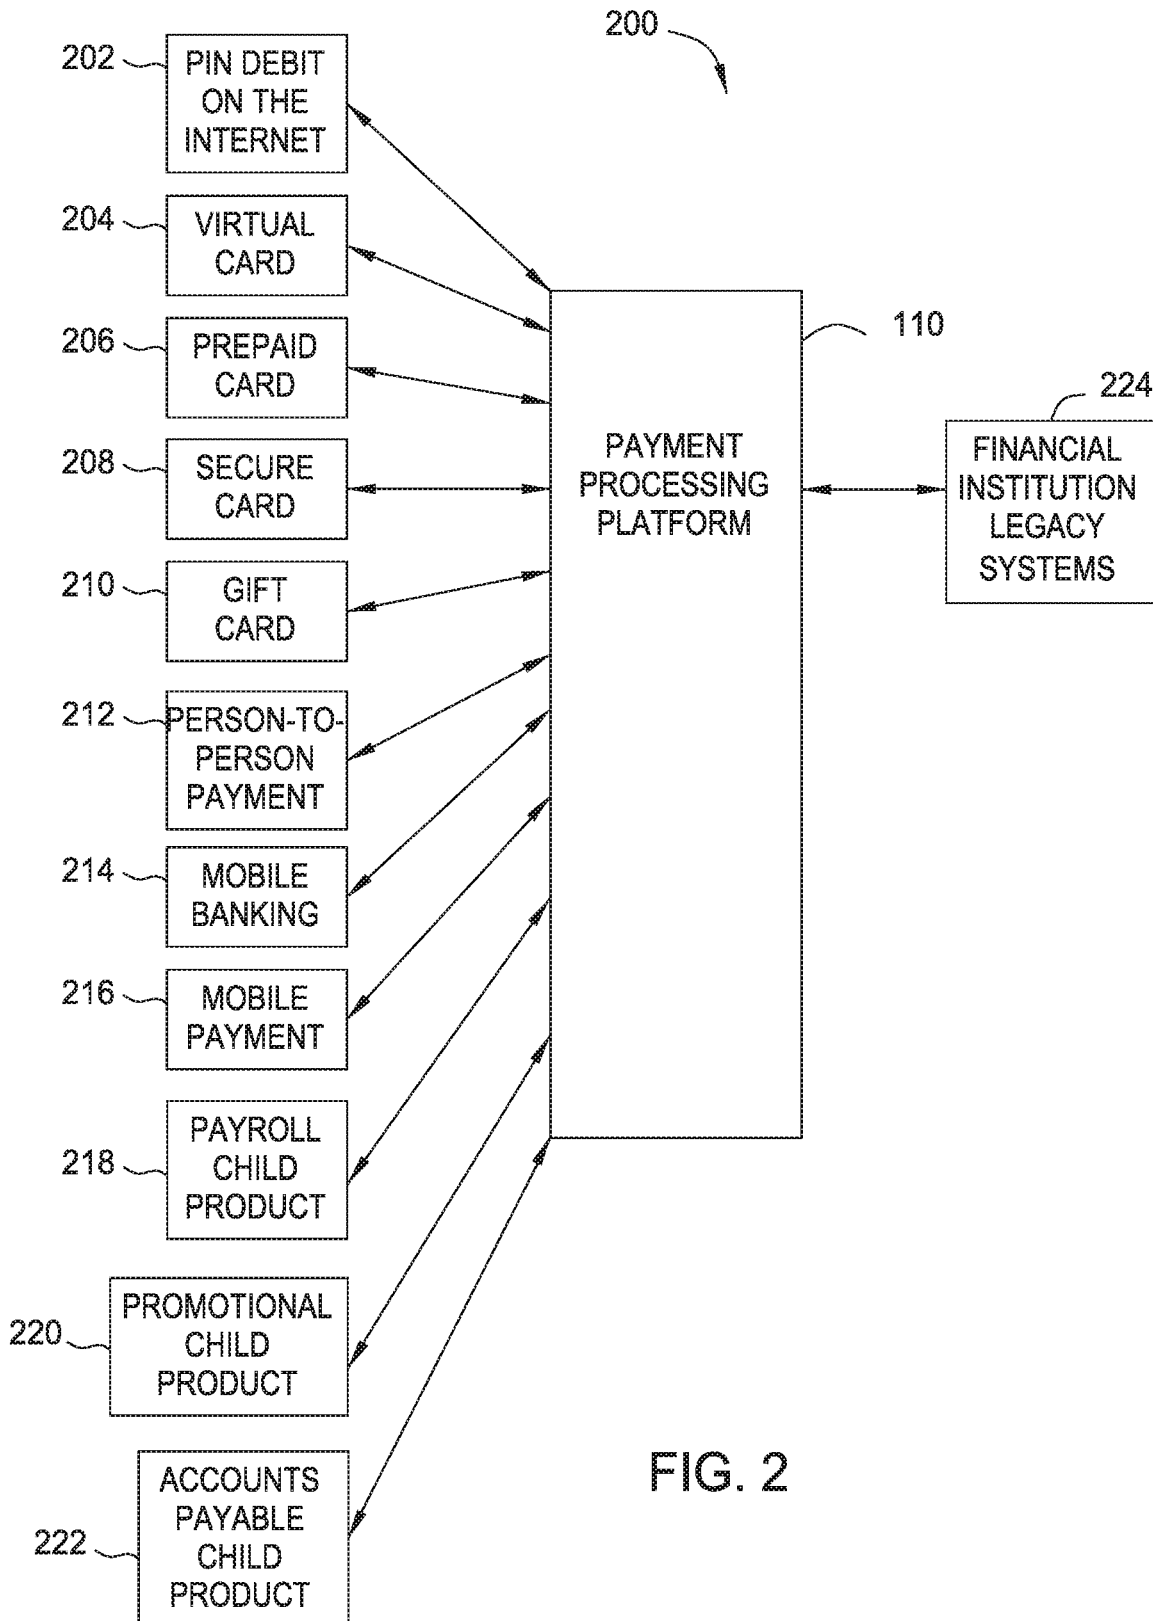 200
202
PIN DEBIT
ON THE
INTERNET
204
VIRTUAL
CARD
206
PREPAID
CARD
208
SECURE
CARD
210
GIFT
CARD
212
PERSON-TO-
PERSON
PAYMENT
214
MOBILE
BANKING
216
MOBILE
PAYMENT
218
PAYROLL
CHILD
PRODUCT
220
PROMOTIONAL
CHILD
PRODUCT
222
ACCOUNTS
PAYABLE
CHILD
PRODUCT
110
PAYMENT
PROCESSING
PLATFORM
224
FINANCIAL
INSTITUTION
LEGACY
SYSTEMS
FIG. 2